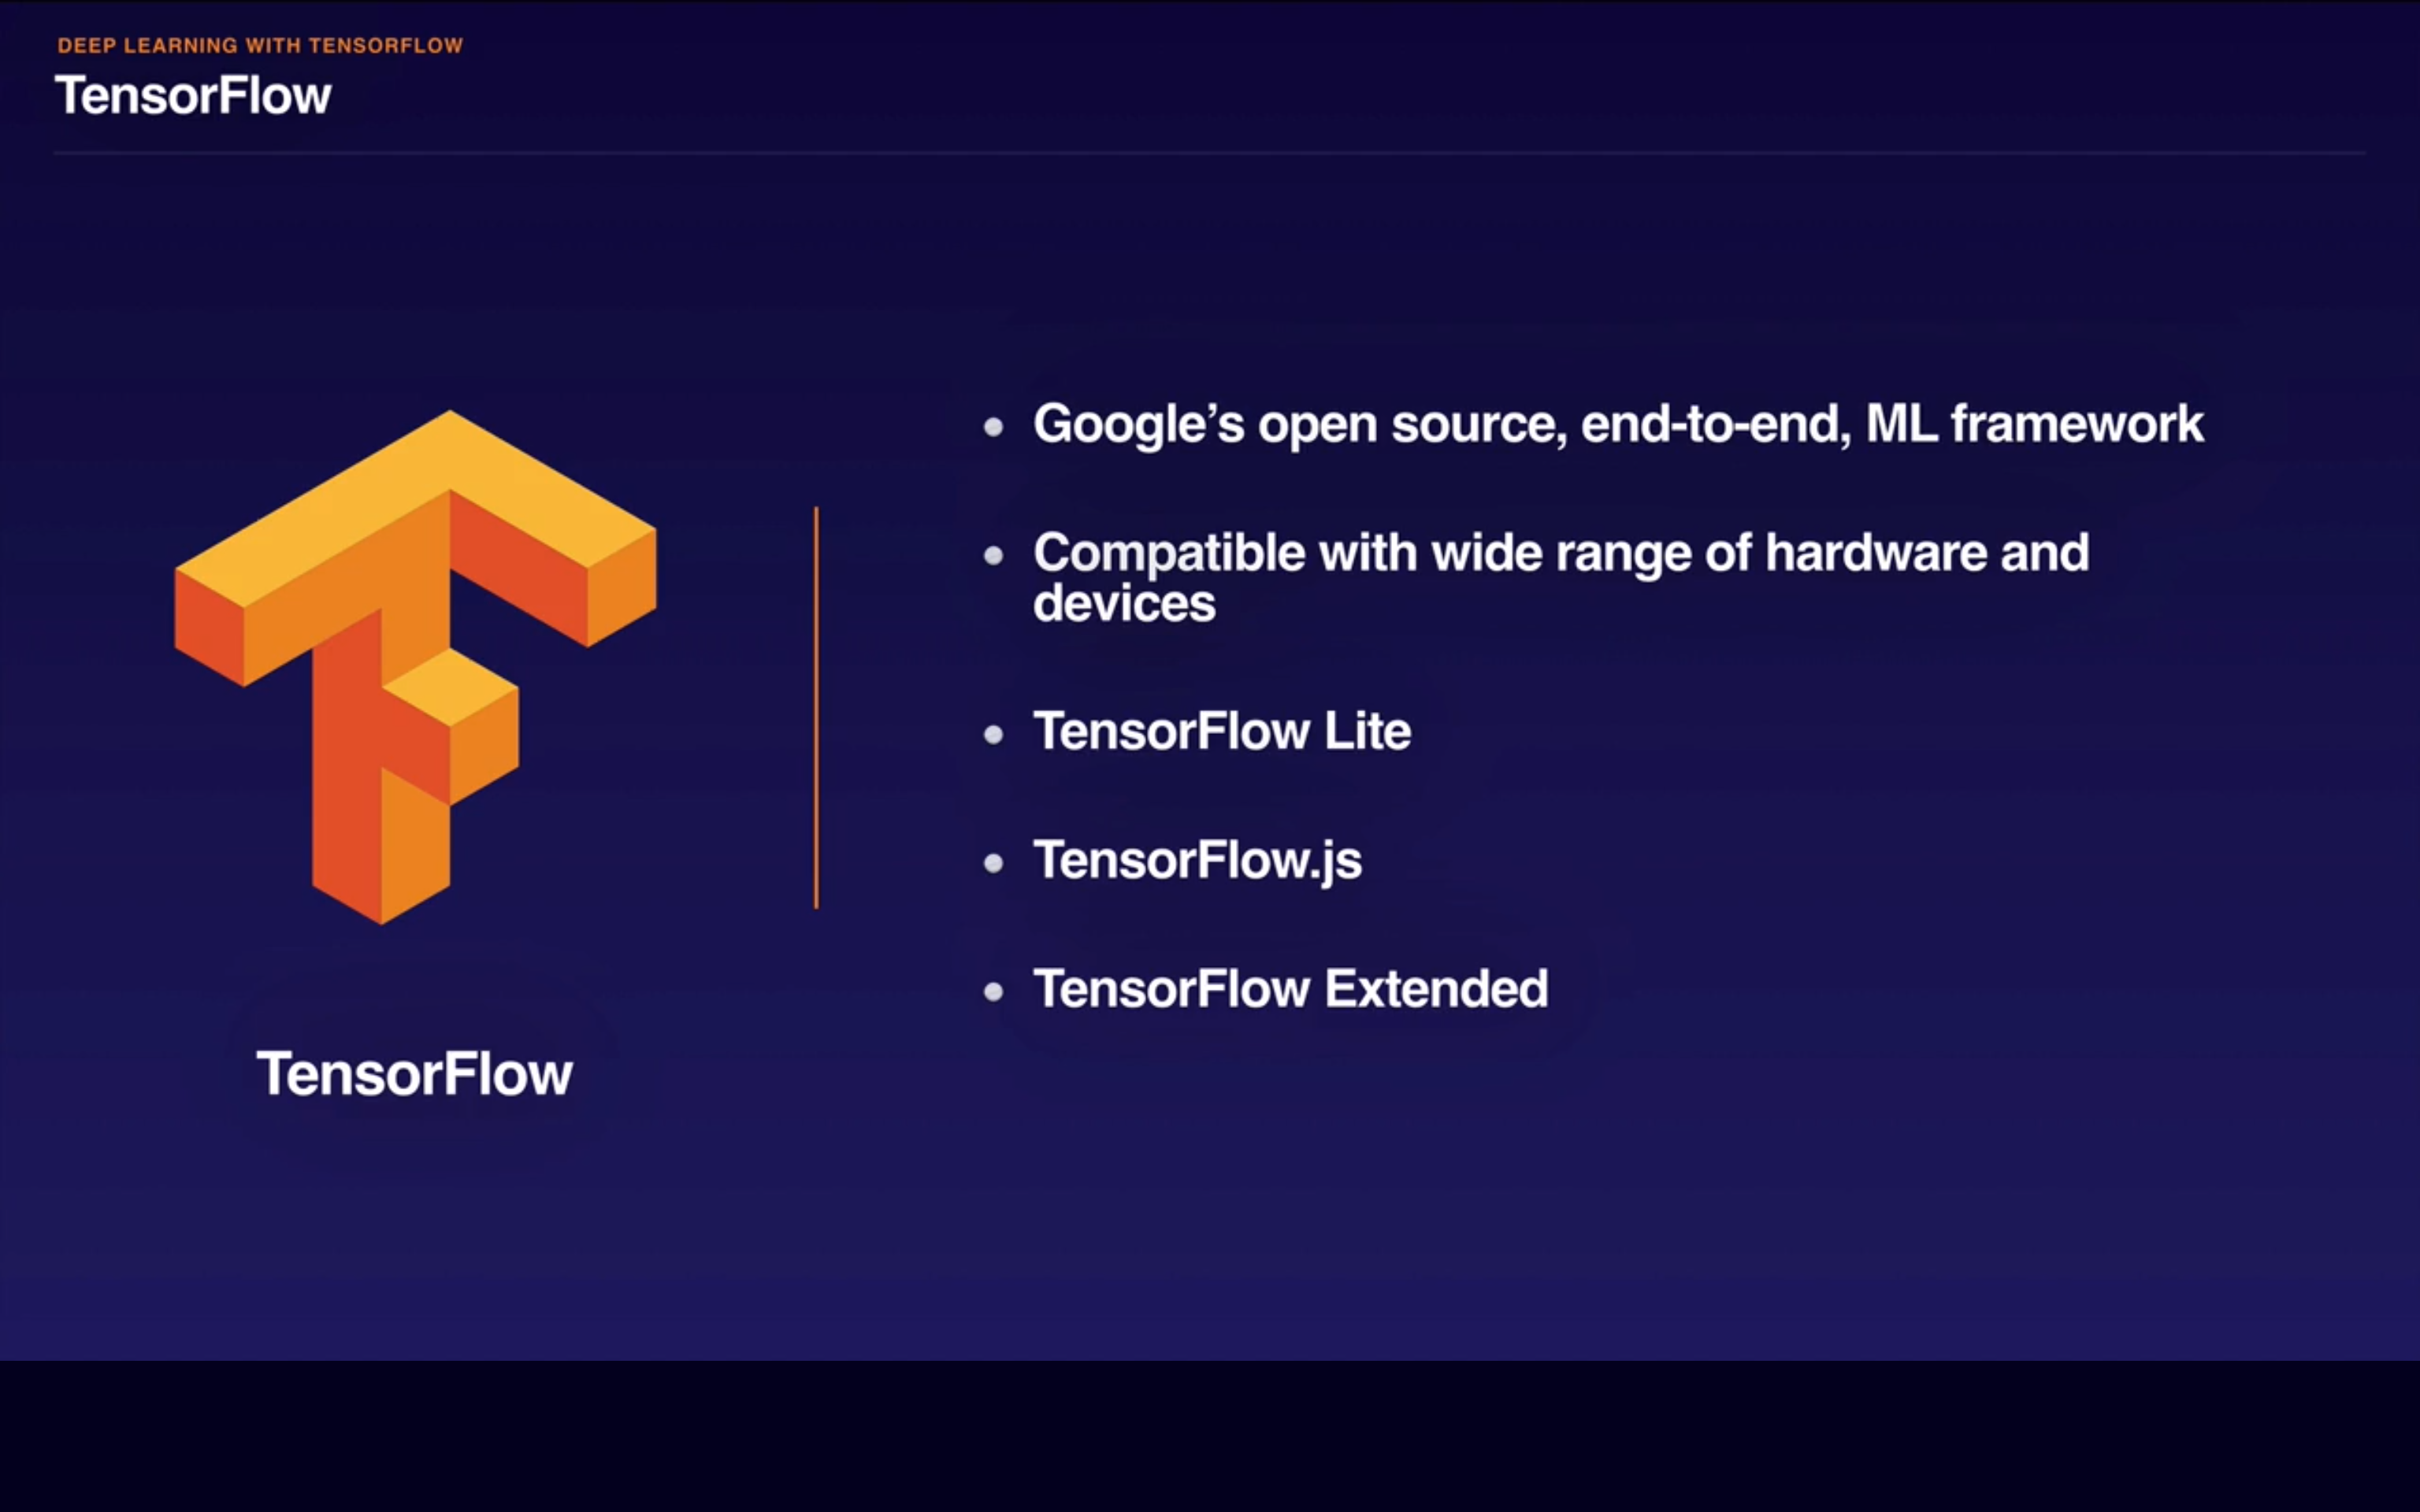 DEEP LEARNING WITH TENSORFLOW
TensorFlow
• Google’s open source, end-to-end, ML framework
• Compatible with wide range of hardware and
devices
• TensorFlow Lite
• TensorFlow.js
• TensorFlow Extended
TensorFlow